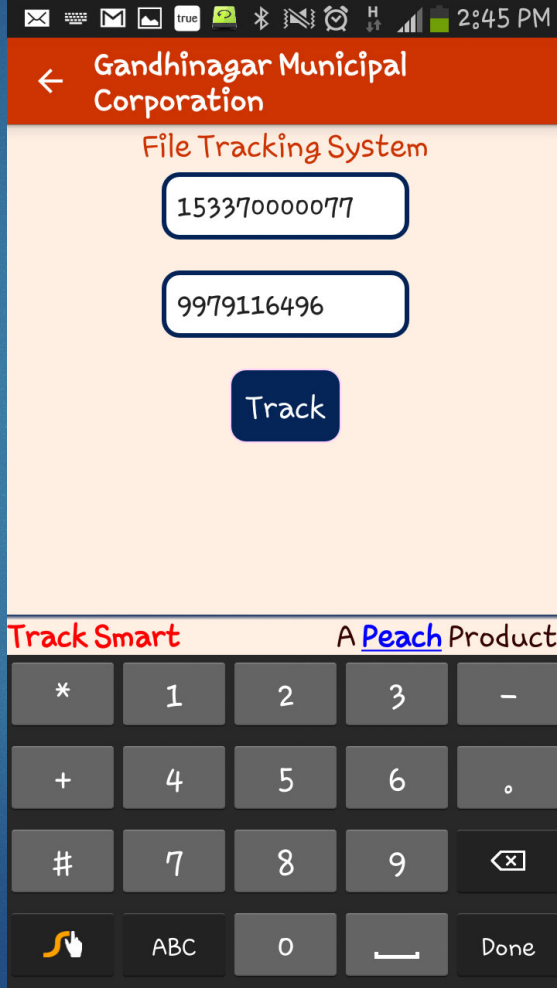 true H 2:45 PM
Gandhinagar Municipal
Corporation
File Tracking System
153370000077
9979116496
Track
Track Smart A Peach Product
* 1 2 3 -
+ 4 5 6 .
# 7 8 9
ABC 0 Done